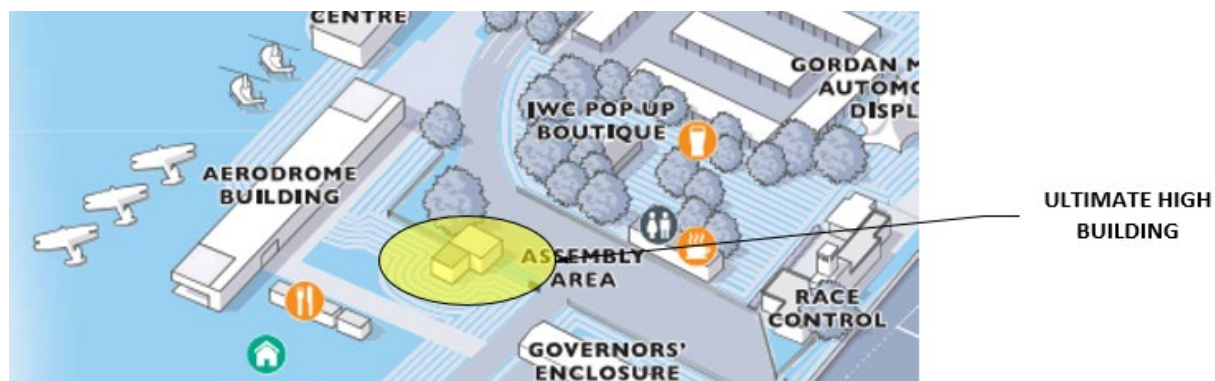 CENTRE
GORDAN M
AUTOMO
DISPL
IWC POP-UP
BOUTIQUE
AERODROME
BUILDING
ULTIMATE HIGH
BUILDING
ASSEMBLY
AREA
RACE
CONTROL
GOVERNORS'
ENCLOSURE